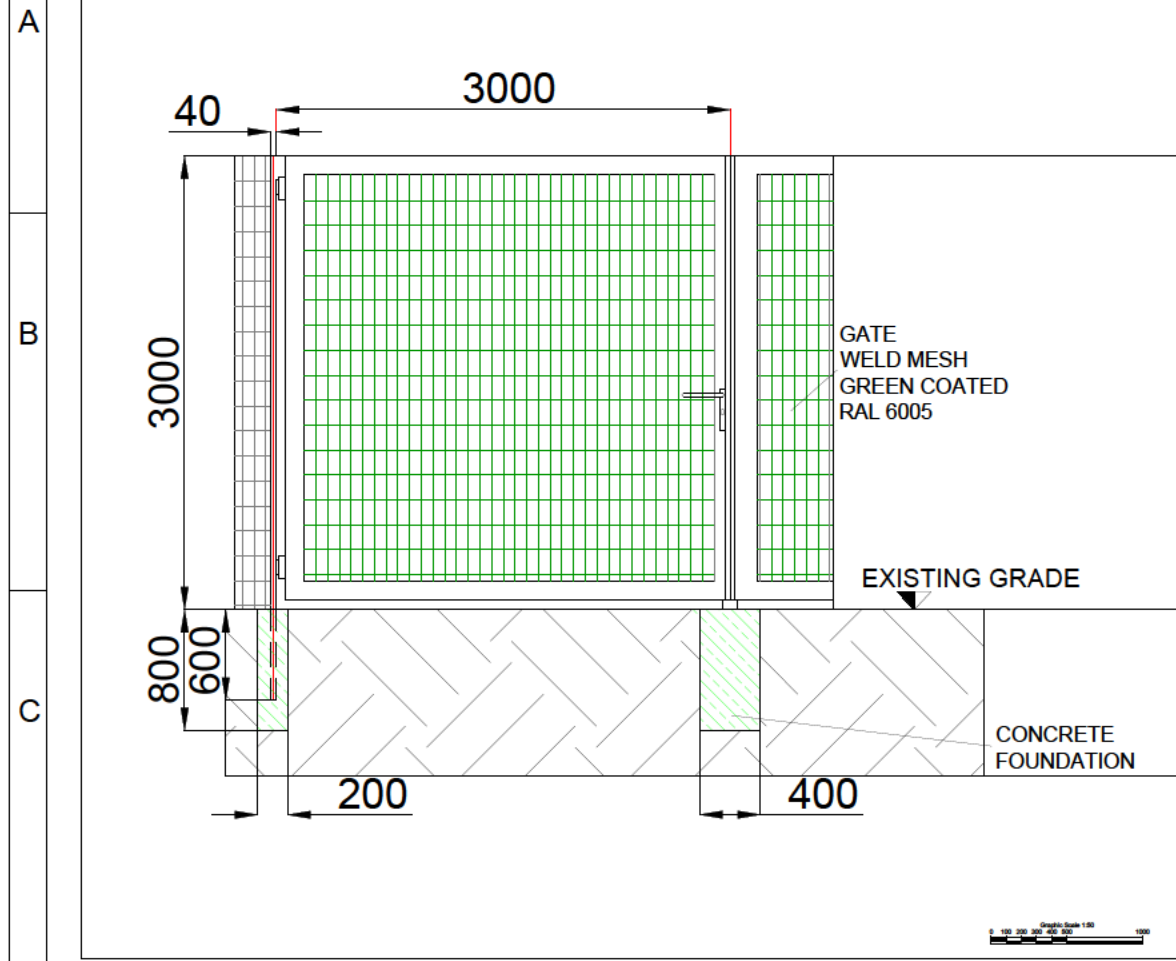 A
3000
40
B
3000
GATE
WELD MESH
GREEN COATED
RAL 6005
EXISTING GRADE
800
600
C
CONCRETE
FOUNDATION
200
400
Graphic Scale 1:50
0 100 200 300 400 500 1000